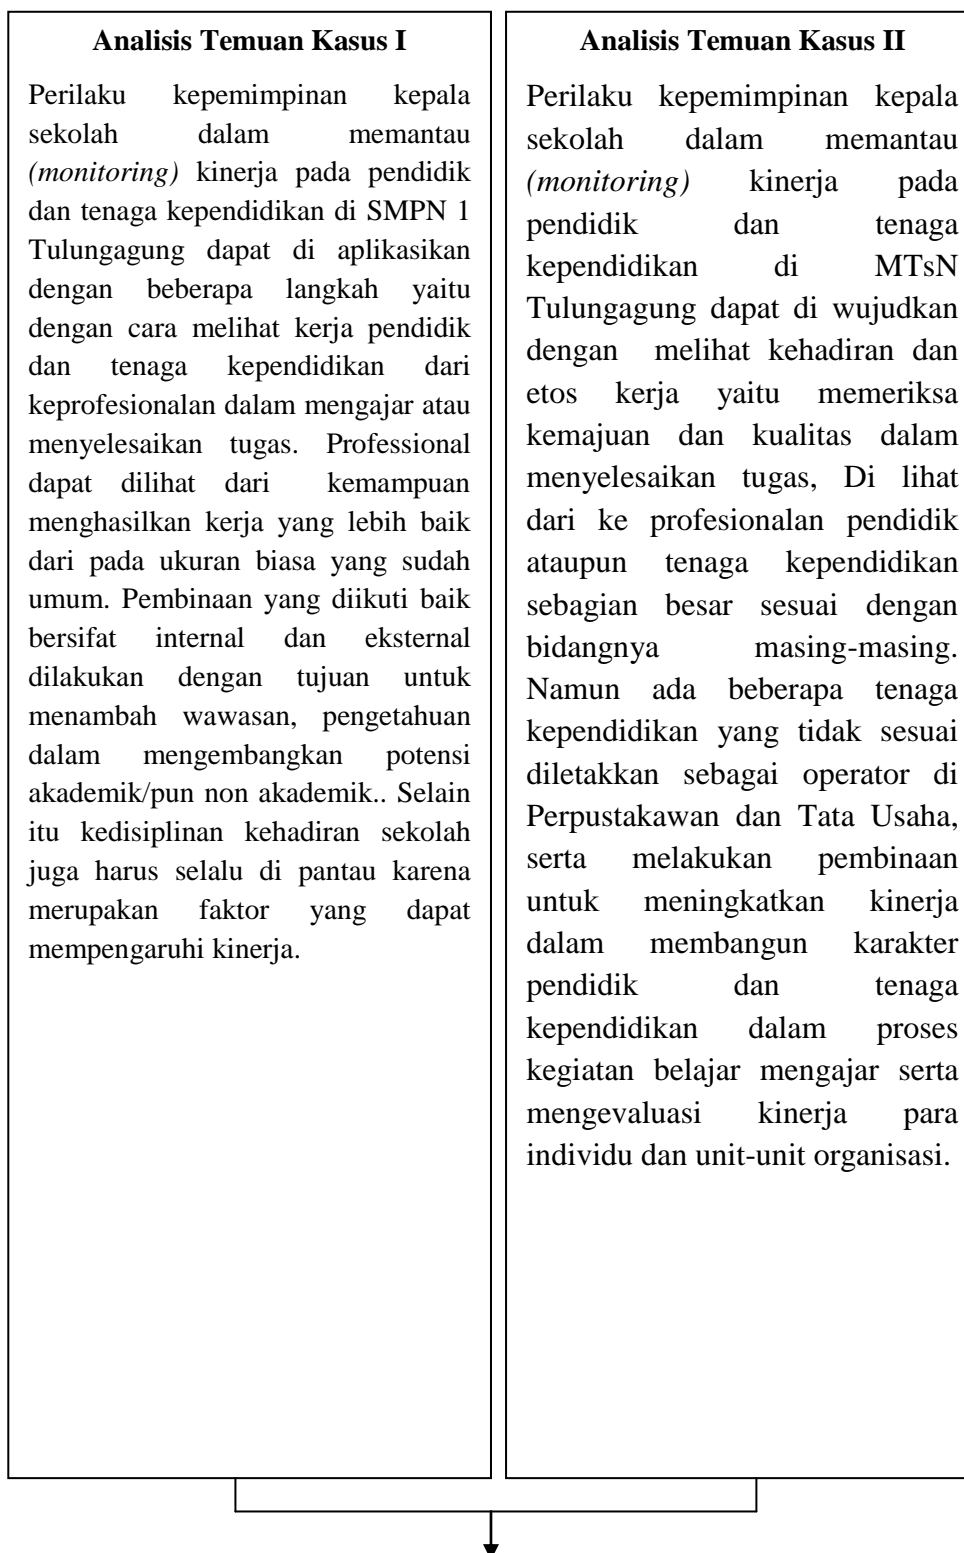 Analisis Temuan Kasus I
Perilaku kepemimpinan kepala
sekolah dalam memantau
(monitoring) kinerja pada pendidik
dan tenaga kependidikan di SMPN 1
Tulungagung dapat di aplikasikan
dengan beberapa langkah yaitu
dengan cara melihat kerja pendidik
dan tenaga kependidikan dari
keprofesionalan dalam mengajar atau
menyelesaikan tugas. Professional
dapat dilihat dari kemampuan
menghasilkan kerja yang lebih baik
dari pada ukuran biasa yang sudah
umum. Pembinaan yang diikuti baik
bersifat internal dan eksternal
dilakukan dengan tujuan untuk
menambah wawasan, pengetahuan
dalam mengembangkan potensi
akademik/pun non akademik.. Selain
itu kedisiplinan kehadiran sekolah
juga harus selalu di pantau karena
merupakan faktor yang dapat
mempengaruhi kinerja.
Analisis Temuan Kasus II
Perilaku kepemimpinan kepala
sekolah dalam memantau
(monitoring) kinerja pada
pendidik dan tenaga
kependidikan di MTsN
Tulungagung dapat di wujudkan
dengan melihat kehadiran dan
etos kerja yaitu memeriksa
kemajuan dan kualitas dalam
menyelesaikan tugas, Di lihat
dari ke profesionalan pendidik
ataupun tenaga kependidikan
sebagian besar sesuai dengan
bidangnya masing-masing.
Namun ada beberapa tenaga
kependidikan yang tidak sesuai
diletakkan sebagai operator di
Perpustakawan dan Tata Usaha,
serta melakukan pembinaan
untuk meningkatkan kinerja
dalam membangun karakter
pendidik dan tenaga
kependidikan dalam proses
kegiatan belajar mengajar serta
mengevaluasi kinerja para
individu dan unit-unit organisasi.